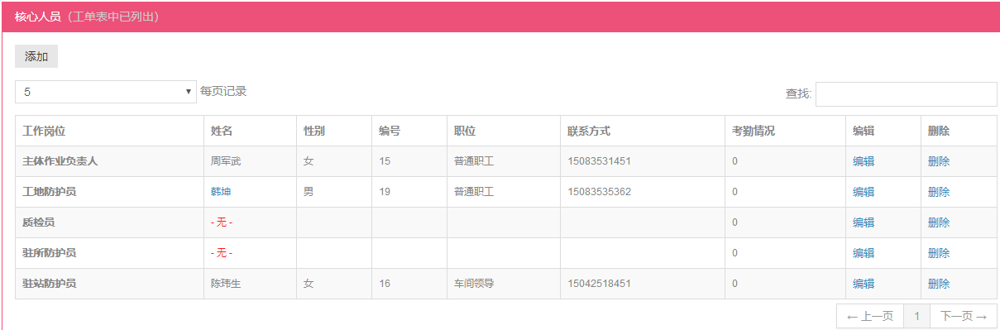 核心人员（工单表中已列出）
添加
5 每页记录 查找:
工作岗位 姓名 性别 编号 职位 联系方式 考勤情况 编辑 删除
主体作业负责人 周军武 女 15 普通职工 15083531451 0 编辑 删除
工地防护员 韩坤 男 19 普通职工 15083535362 0 编辑 删除
质检员 - 无 - 0 编辑 删除
驻所防护员 - 无 - 0 编辑 删除
驻站防护员 陈玮生 女 16 车间领导 15042518451 0 编辑 删除
← 上一页 1 下一页 →